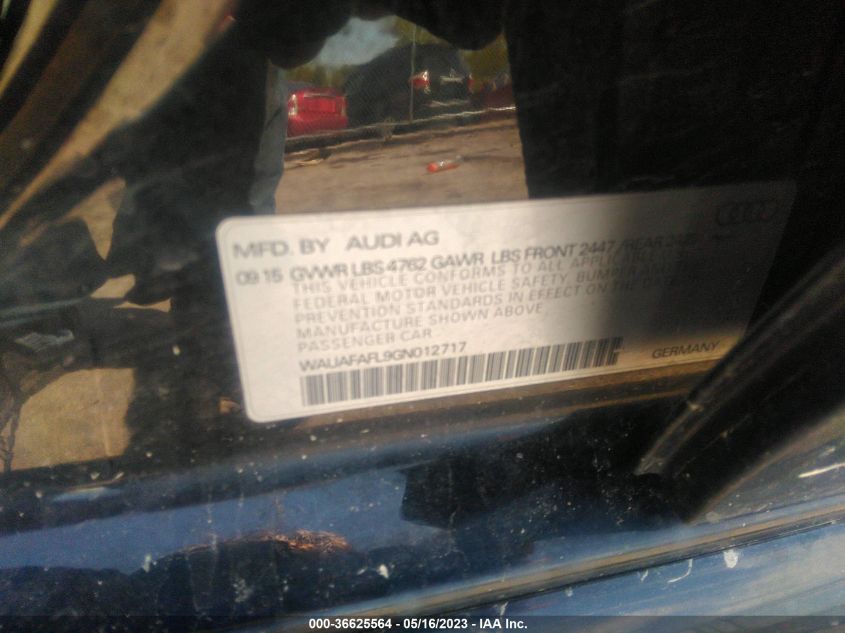 MFD. BY AUDI AG
09 15 GVWR LBS 4762 GAWR LBS FRONT 2447 /REAR
THIS VEHICLE CONFORMS TO ALL APPLICABLE
FEDERAL MOTOR VEHICLE SAFETY, BUMPER AND
PREVENTION STANDARDS IN EFFECT ON THE DATE
MANUFACTURE SHOWN ABOVE.
PASSENGER CAR
WAUAFAFL9GN012717
GERMANY
000-36625564 - 05/16/2023 - IAA Inc.